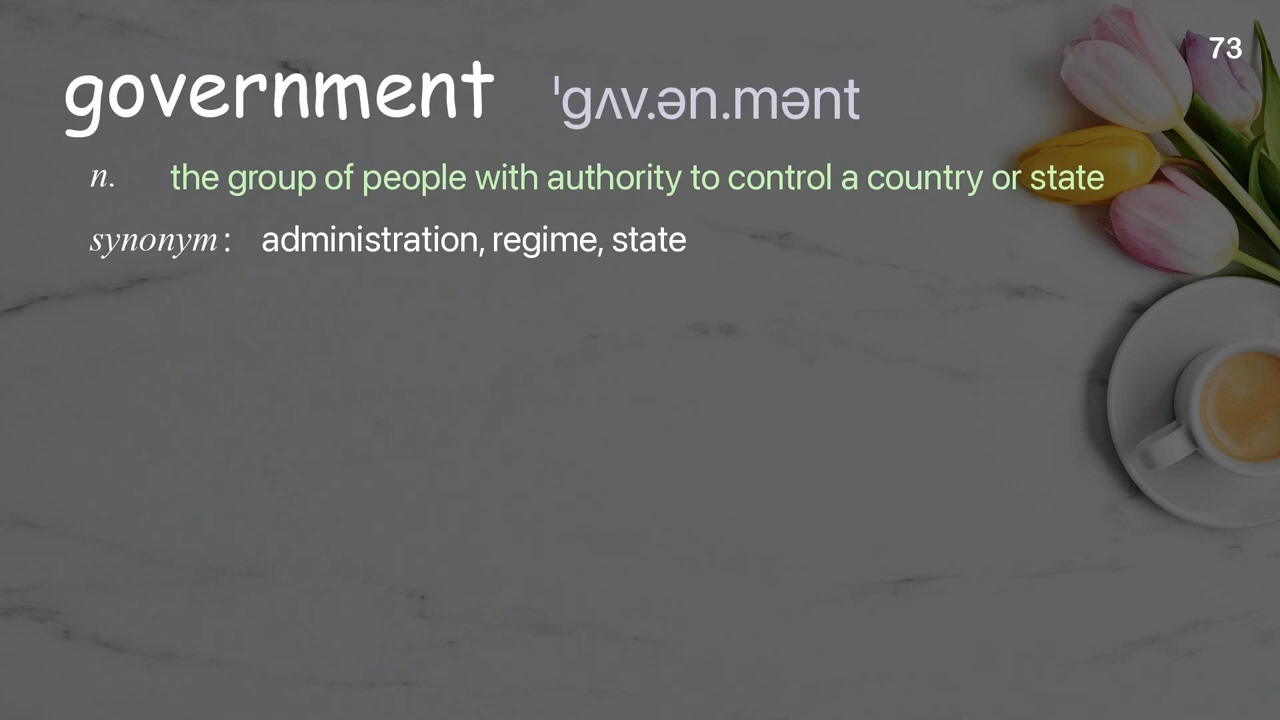 73
government ˈgʌv.ən.mənt
n. the group of people with authority to control a country or state
synonym: administration, regime, state